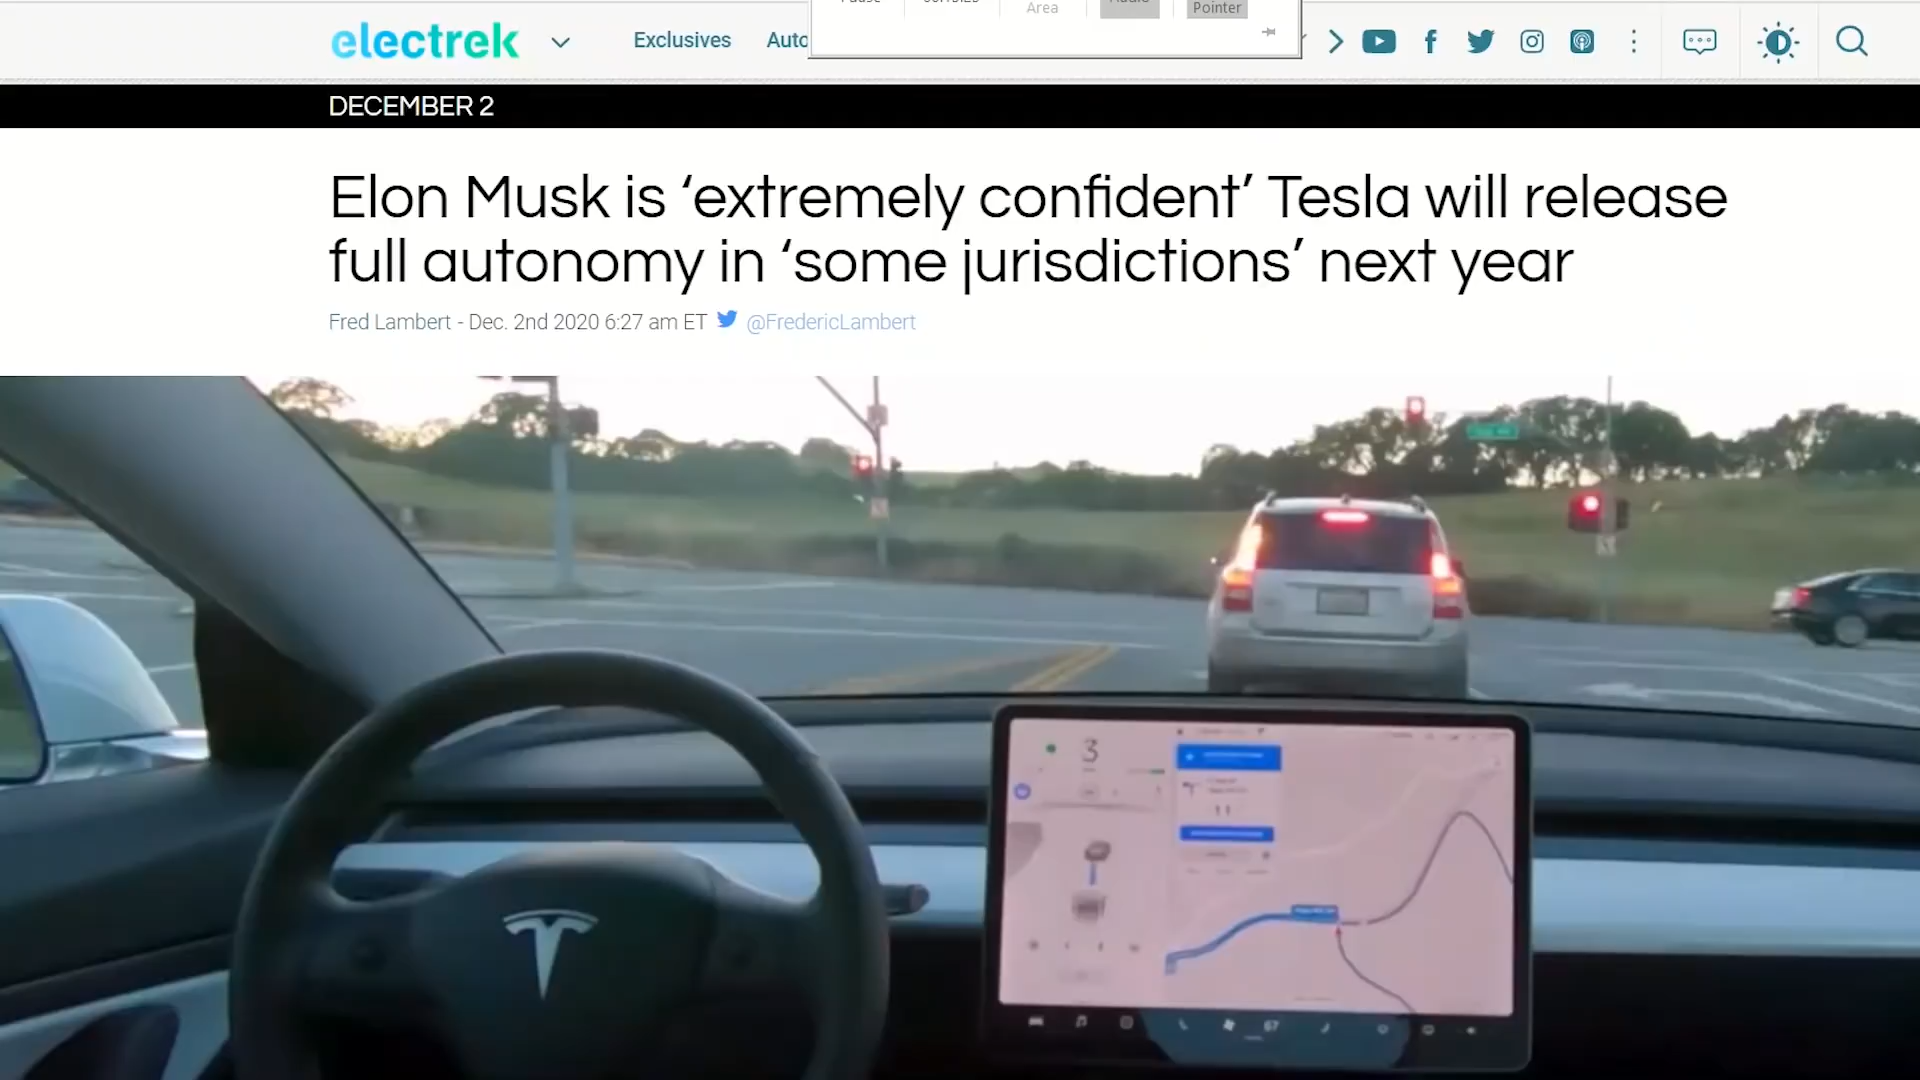 Area
Pointer
electrek
Exclusives
DECEMBER 2
Elon Musk is ‘extremely confident’ Tesla will release
full autonomy in ‘some jurisdictions’ next year
Fred Lambert - Dec. 2nd 2020 6:27 am ET @FredericLambert
3
67